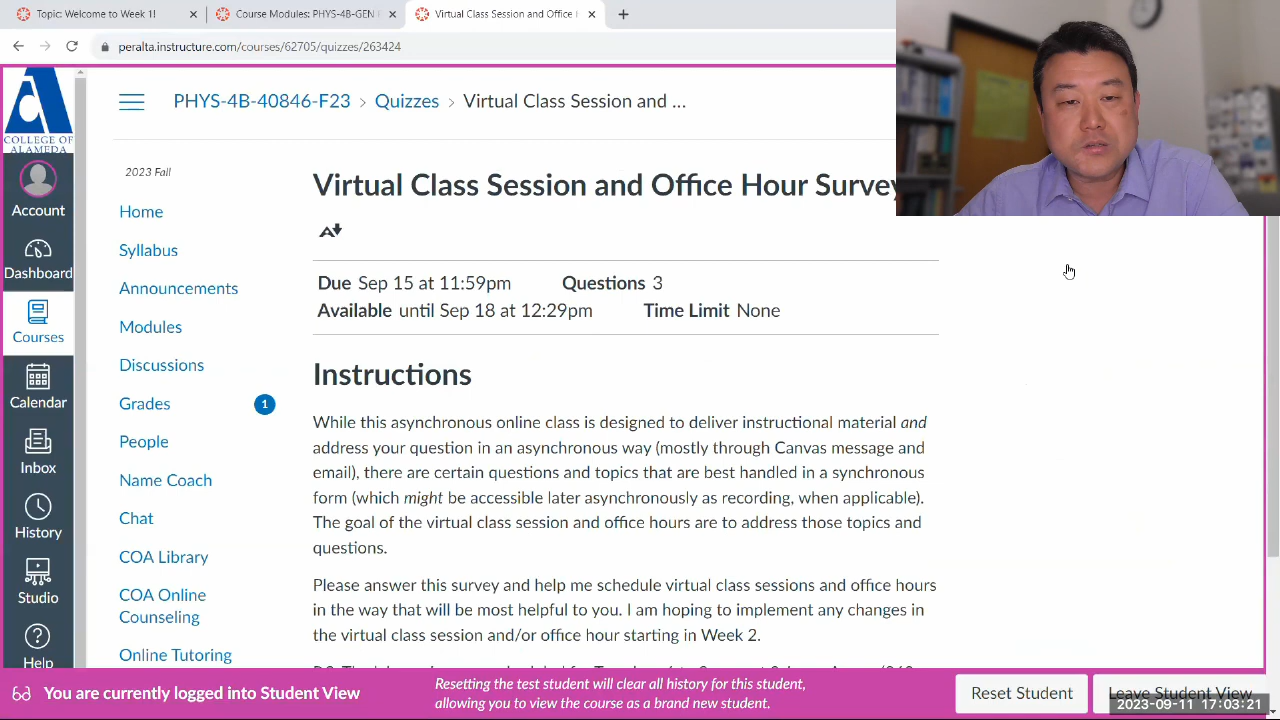 Topic: Welcome to Week 1!
Course Modules: PHYS-4B-GEN
Virtual Class Session and Office H
peralta.instructure.com/courses/62705/quizzes/263424
COLLEGE OF
ALAMEDA
Account
Dashboard
Courses
Calendar
Inbox
History
Studio
Help
PHYS-4B-40846-F23 > Quizzes > Virtual Class Session and ...
2023 Fall
Home
Syllabus
Announcements
Modules
Discussions
Grades 1
People
Name Coach
Chat
COA Library
COA Online
Counseling
Online Tutoring
Virtual Class Session and Office Hour Survey
Due Sep 15 at 11:59pm Questions 3
Available until Sep 18 at 12:29pm Time Limit None
Instructions
While this asynchronous online class is designed to deliver instructional material and
address your question in an asynchronous way (mostly through Canvas message and
email), there are certain questions and topics that are best handled in a synchronous
form (which might be accessible later asynchronously as recording, when applicable).
The goal of the virtual class session and office hours are to address those topics and
questions.
Please answer this survey and help me schedule virtual class sessions and office hours
in the way that will be most helpful to you. I am hoping to implement any changes in
the virtual class session and/or office hour starting in Week 2.
You are currently logged into Student View
Resetting the test student will clear all history for this student,
allowing you to view the course as a brand new student.
Reset Student
Leave Student View
2023-09-11 17:03:21